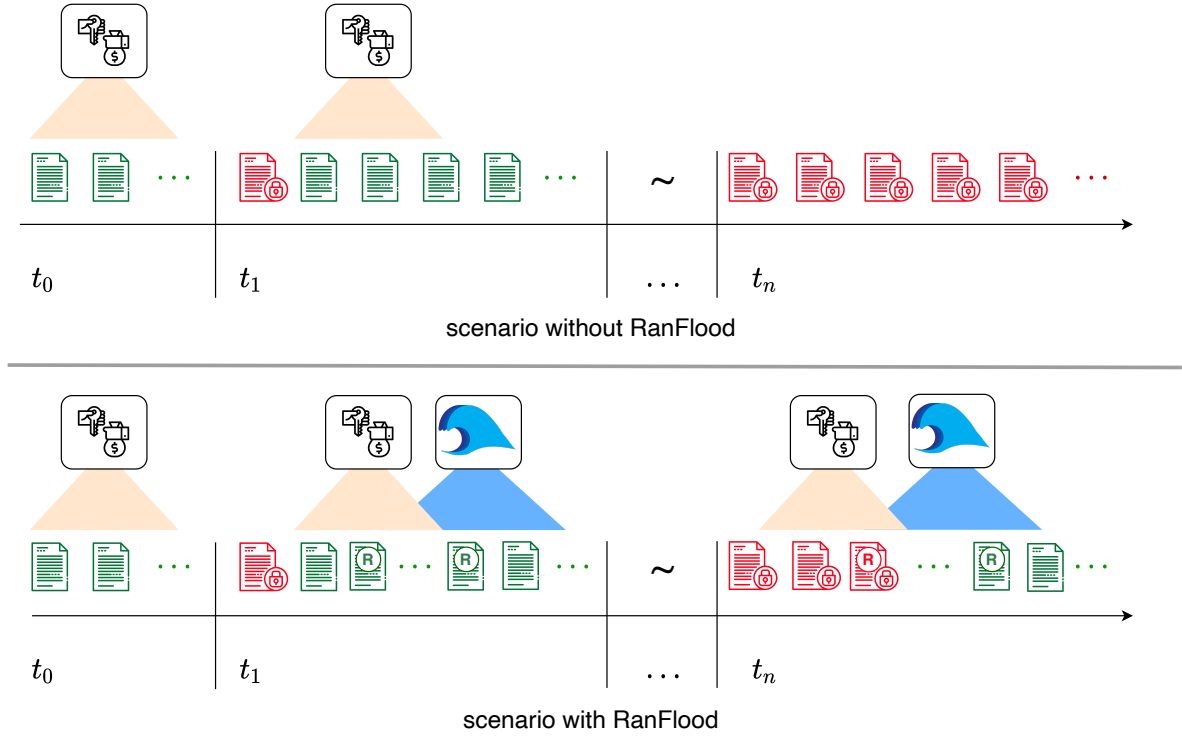 $ $
. . . . . . ~ . . .
t₀ t₁ . . . tₙ
scenario without RanFlood
$ $ $
R R R R
. . . . . . . . . ~ . . . . . .
t₀ t₁ . . . tₙ
scenario with RanFlood